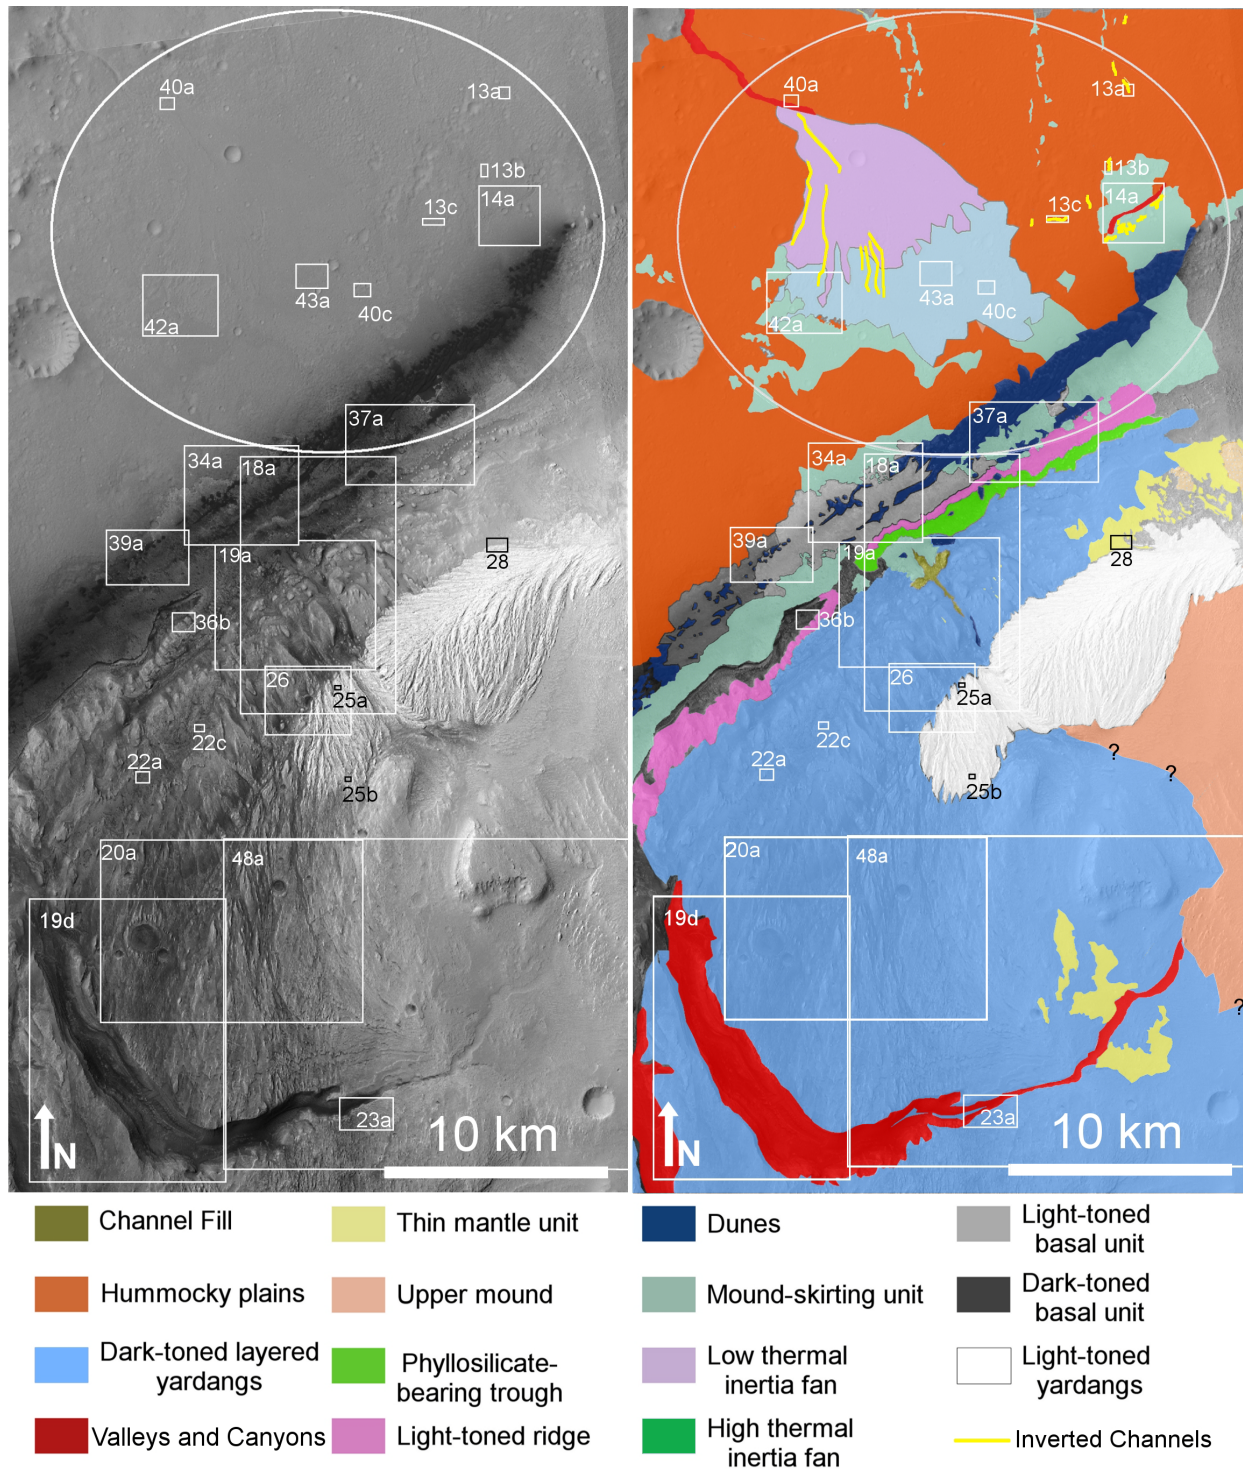 40a
13a
13b
14a
13c
43a
40c
42a
37a
34a
18a
39a
19a
28
36b
26
25a
22c
22a
25b
20a
48a
19d
23a
N
10 km
40a
13a
13b
14a
13c
43a
40c
42a
37a
34a
18a
39a
19a
28
36b
26
25a
22c
22a
25b
?
?
20a
48a
19d
?
23a
N
10 km
Channel Fill
Hummocky plains
Dark-toned layered
yardangs
Valleys and Canyons
Thin mantle unit
Upper mound
Phyllosilicate-
bearing trough
Light-toned ridge
Dunes
Mound-skirting unit
Low thermal
inertia fan
High thermal
inertia fan
Light-toned
basal unit
Dark-toned
basal unit
Light-toned
yardangs
Inverted Channels